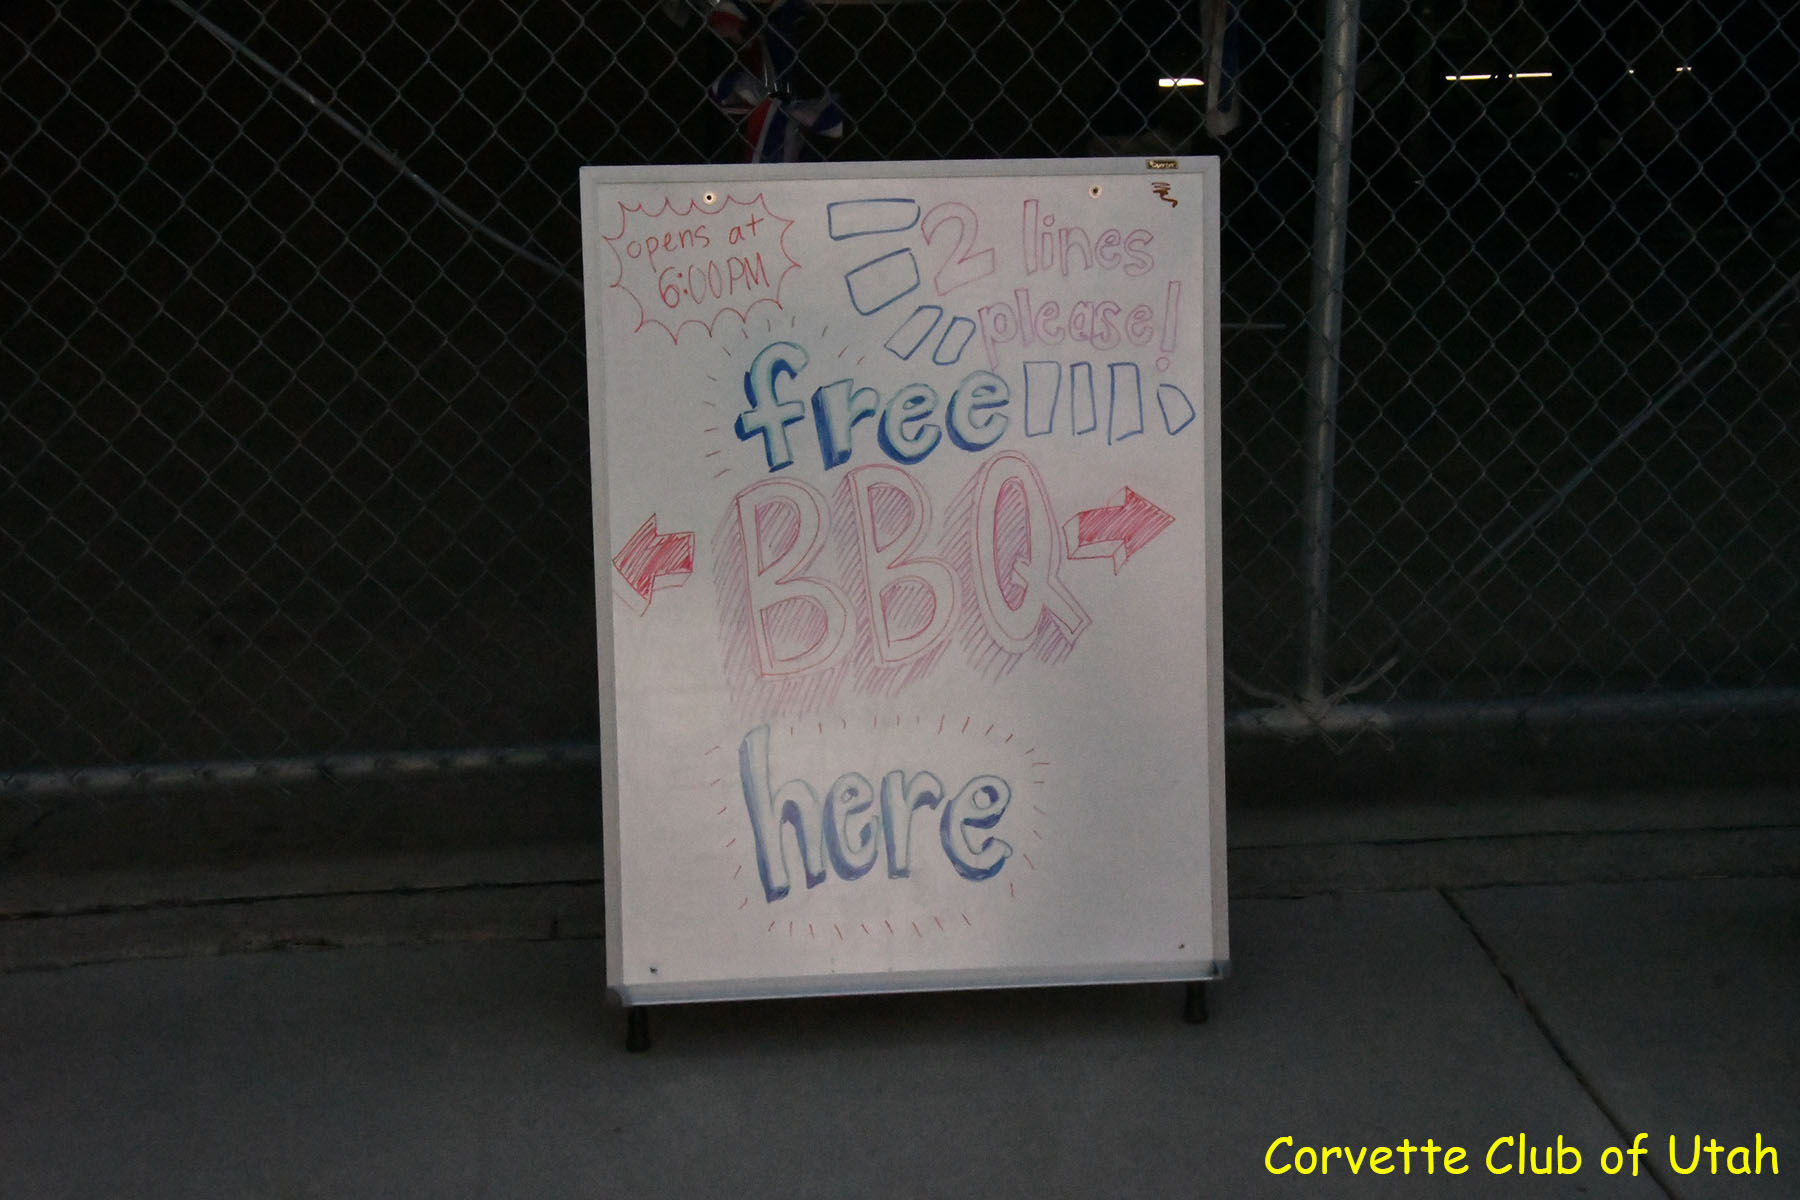 opens at
6:00PM
2 lines
please!
free
BBQ
here
Corvette Club of Utah